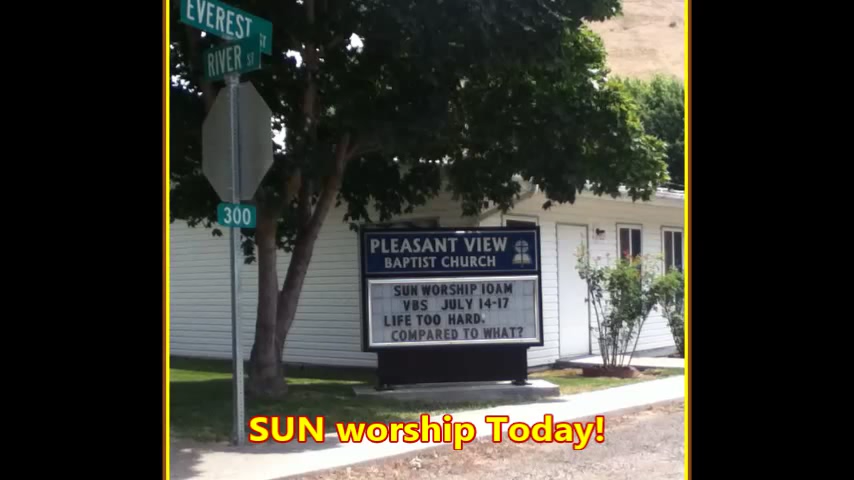 EVEREST ST
RIVER ST
300
PLEASANT VIEW
BAPTIST CHURCH
SUN WORSHIP 10AM
VBS JULY 14-17
LIFE TOO HARD.
COMPARED TO WHAT?
SUN worship Today!